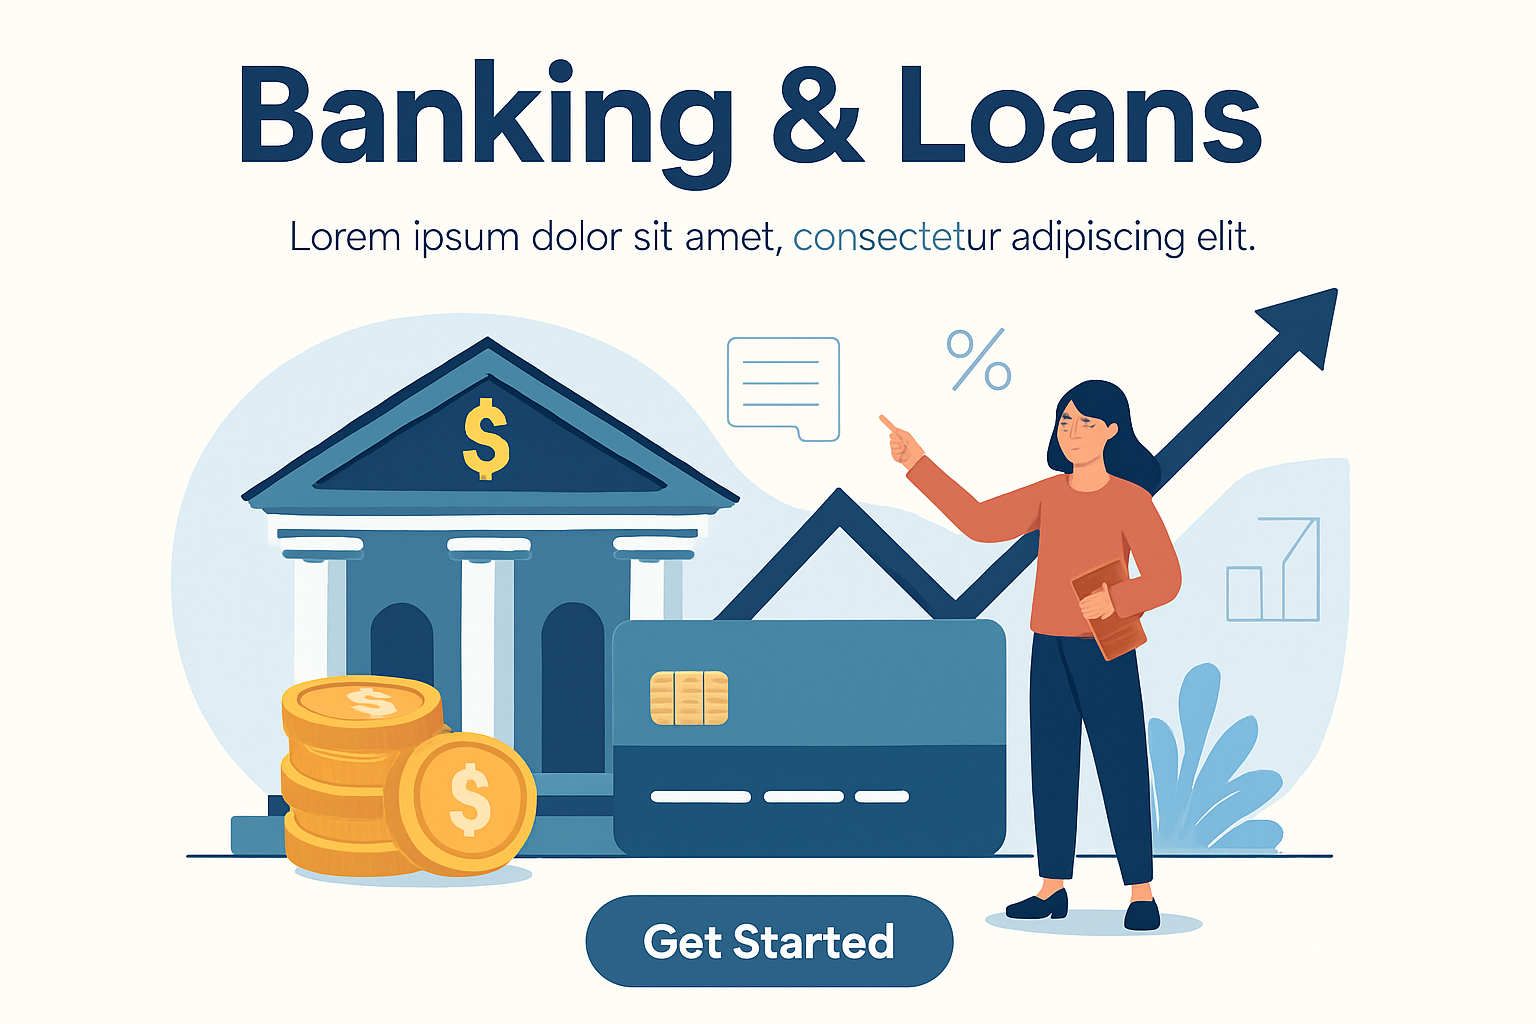 Banking & Loans
Lorem ipsum dolor sit amet, consectetur adipiscing elit.
%
$
$
$
Get Started